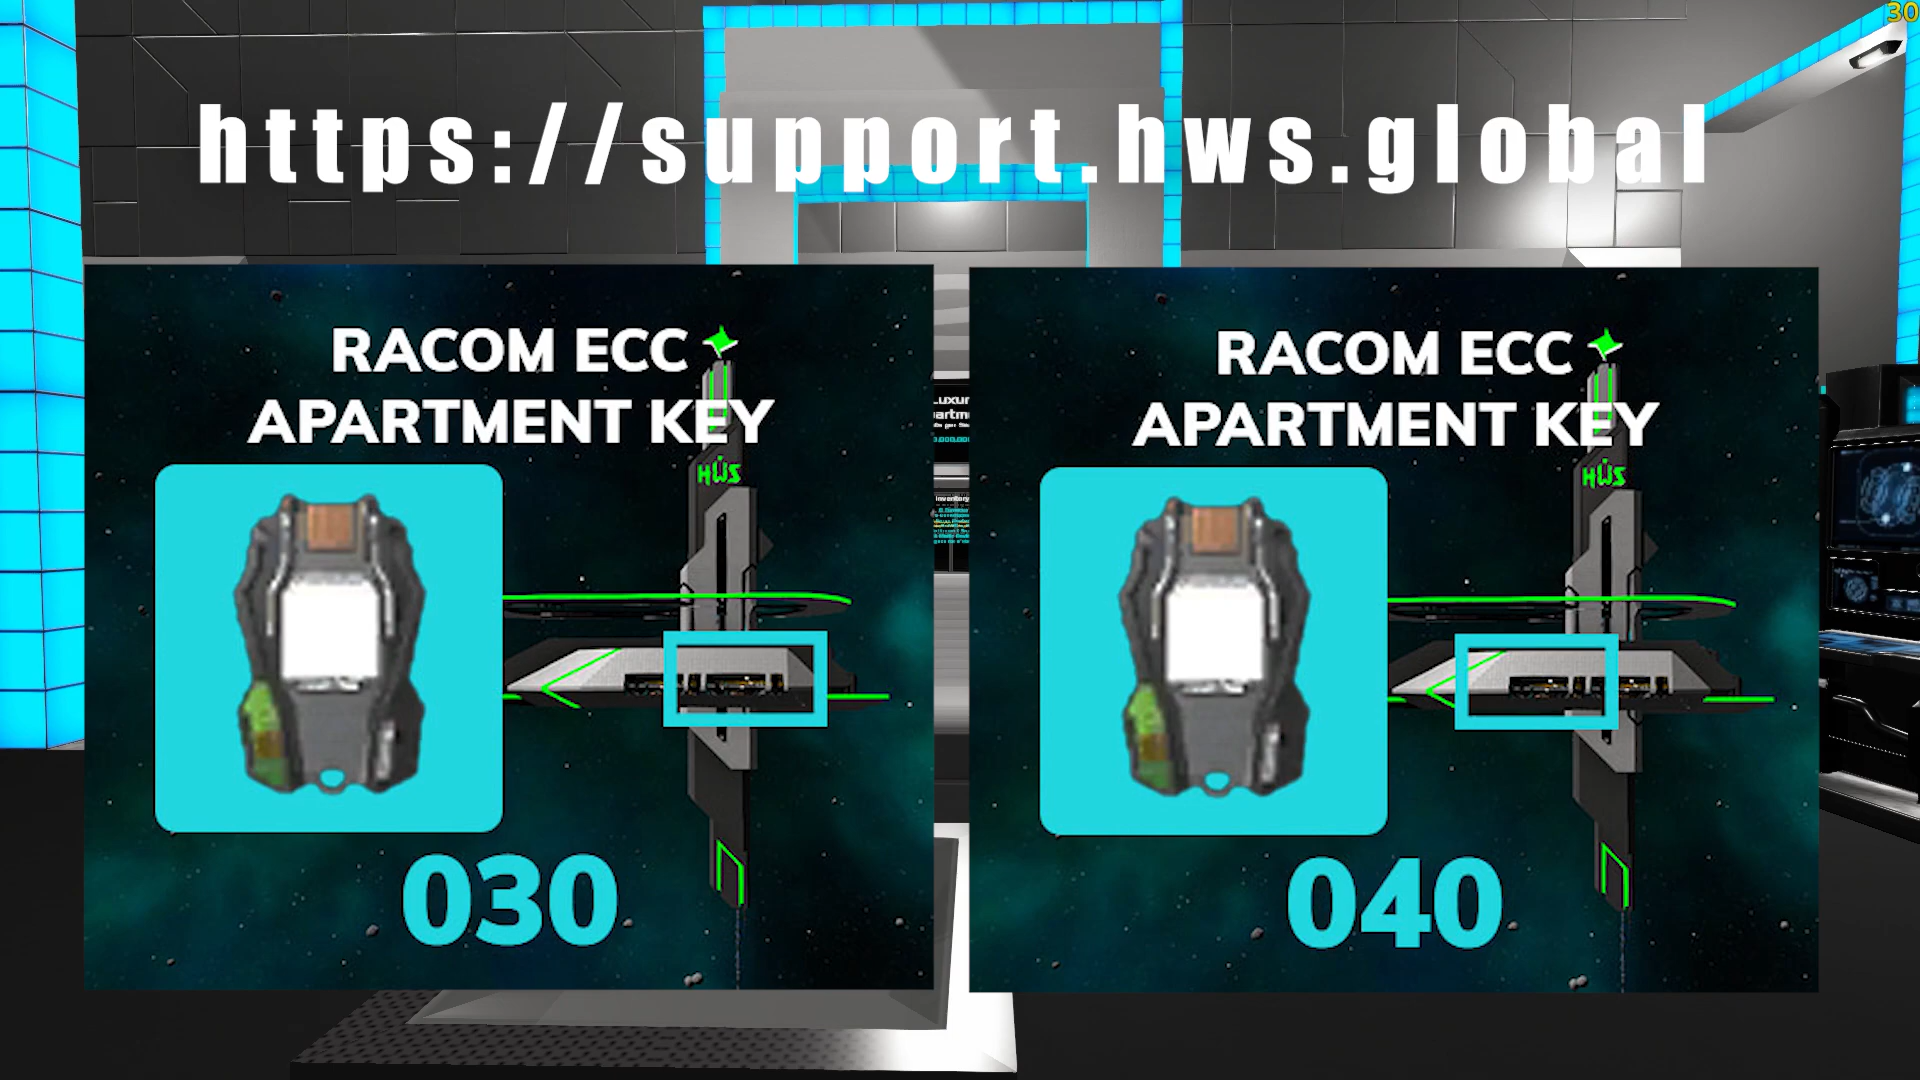 30
https://support.hws.global
RACOM ECC
APARTMENT KEY
HWS
030
RACOM ECC
APARTMENT KEY
HWS
040